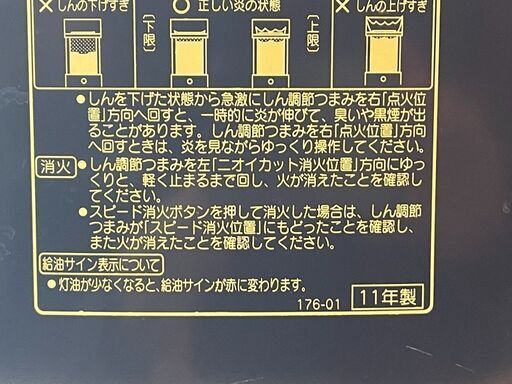 ×しんの下げすぎ
○正しい炎の状態
×しんの上げすぎ
〔下限〕
上限〕
●しんを下げた状態から急激にしん調節つまみを右「点火位
置」方向へ回すと、一時的に炎が伸びて、臭いや黒煙が出
ることがあります。しん調節つまみを右「点火位置」方向
へ回すときは、炎を見ながらゆっくり操作してください。
消火
●しん調節つまみを左「ニオイカット消火位置」方向にゆっ
くりと、軽く止まるまで回し、火が消えたことを確認し
てください。
●スピード消火ボタンを押して消火した場合は、しん調節
つまみが「スピード消火位置」にもどったことを確認し、
また火が消えたことを確認してください。
給油サイン表示について
●灯油が少なくなると、給油サインが赤に変わります。
176-01
11年製